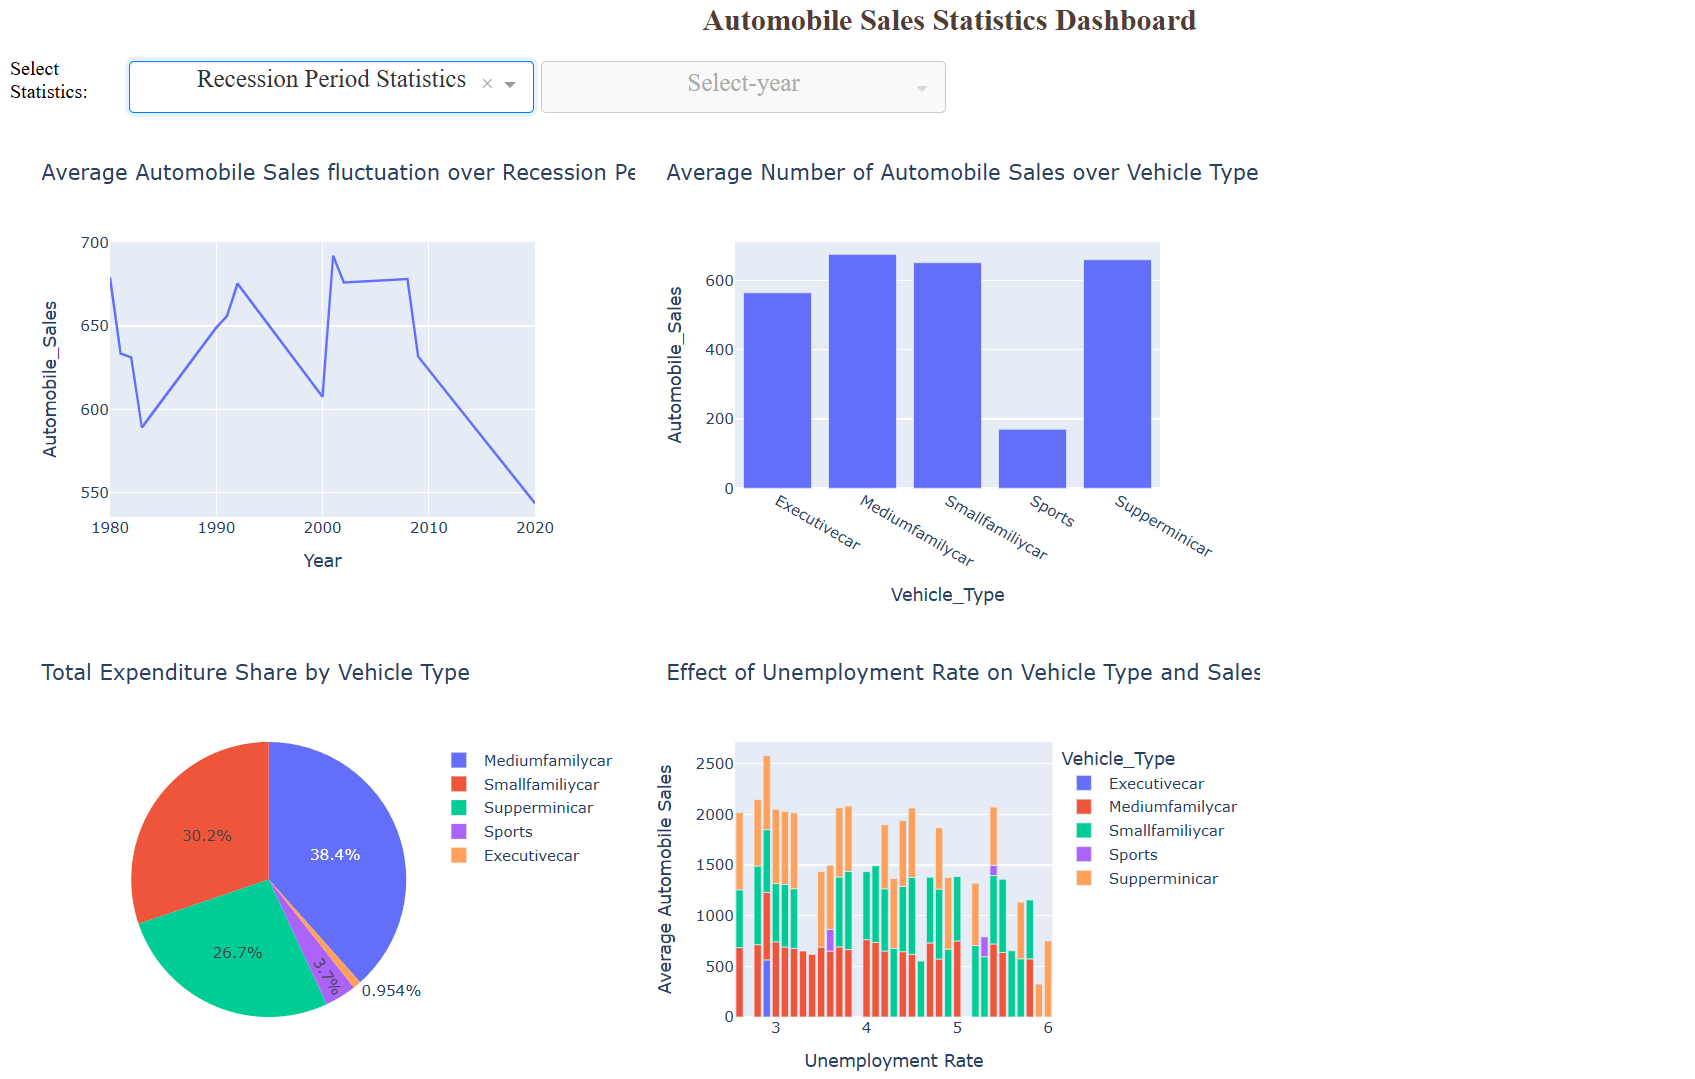 Automobile Sales Statistics Dashboard
Select
Statistics:
Recession Period Statistics × 
Select-year
Average Automobile Sales fluctuation over Recession Pe
700
650
600
550
Automobile_Sales
1980 1990 2000 2010 2020
Year
Average Number of Automobile Sales over Vehicle Type
600
400
200
0
Automobile_Sales
Executivecar Mediumfamilycar Smallfamiliycar Sports Supperminicar
Vehicle_Type
Total Expenditure Share by Vehicle Type
38.4%
30.2%
26.7%
3.7%
0.954%
Mediumfamilycar
Smallfamiliycar
Supperminicar
Sports
Executivecar
Effect of Unemployment Rate on Vehicle Type and Sales
2500
2000
1500
1000
500
0
Average Automobile Sales
3 4 5 6
Unemployment Rate
Vehicle_Type
Executivecar
Mediumfamilycar
Smallfamiliycar
Sports
Supperminicar